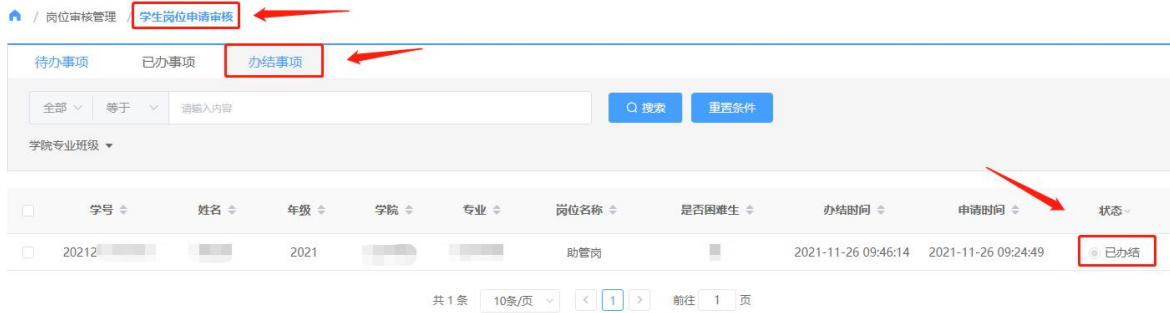 / 岗位审核管理 / 学生岗位申请审核
待办事项 已办事项 办结事项
全部 等于 请输入内容 搜索 重置条件
学院专业班级
学号 姓名 年级 学院 专业 岗位名称 是否困难生 办结时间 申请时间 状态
20212 2021 助管岗 2021-11-26 09:46:14 2021-11-26 09:24:49 已办结
共 1 条 10条/页 < 1 > 前往 1 页